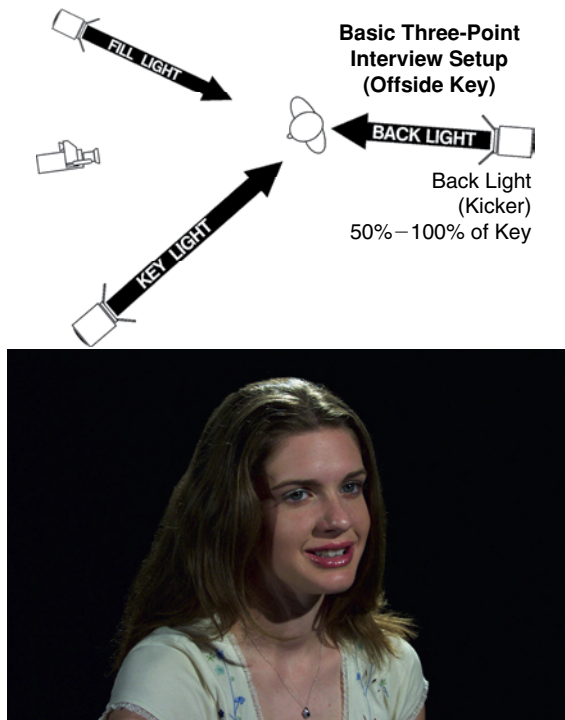 Basic Three-Point
Interview Setup
(Offside Key)
FILL LIGHT
BACK LIGHT
Back Light
(Kicker)
50%–100% of Key
KEY LIGHT